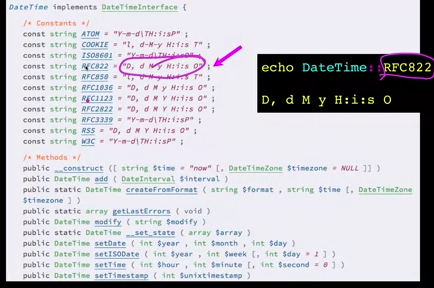 DateTime implements DateTimeInterface {
/* Constants */
const string ATOM = "Y-m-d\TH:i:sP" ;
const string COOKIE = "l, d-M-y H:i:s T" ;
const string ISO8601 = "Y-m-d\TH:i:sO" ;
const string RFC822 = "D, d M y H:i:s O" ;
const string RFC850 = "l, d-M-y H:i:s T" ;
const string RFC1036 = "D, d M y H:i:s O" ;
const string RFC1123 = "D, d M Y H:i:s O" ;
const string RFC2822 = "D, d M Y H:i:s O" ;
const string RFC3339 = "Y-m-d\TH:i:sP" ;
const string RSS = "D, d M Y H:i:s O" ;
const string W3C = "Y-m-d\TH:i:sP" ;
/* Methods */
public __construct ([ string $time = "now" [, DateTimeZone $timezone = NULL ]] )
public DateTime add ( DateInterval $interval )
public static DateTime createFromFormat ( string $format , string $time [, DateTimeZone
$timezone ] )
public static array getLastErrors ( void )
public DateTime modify ( string $modify )
public static DateTime __set_state ( array $array )
public DateTime setDate ( int $year , int $month , int $day )
public DateTime setISODate ( int $year , int $week [, int $day = 1 ] )
public DateTime setTime ( int $hour , int $minute [, int $second = 0 ] )
public DateTime setTimestamp ( int $unixtimestamp )
echo DateTime::RFC822
D, d M y H:i:s O